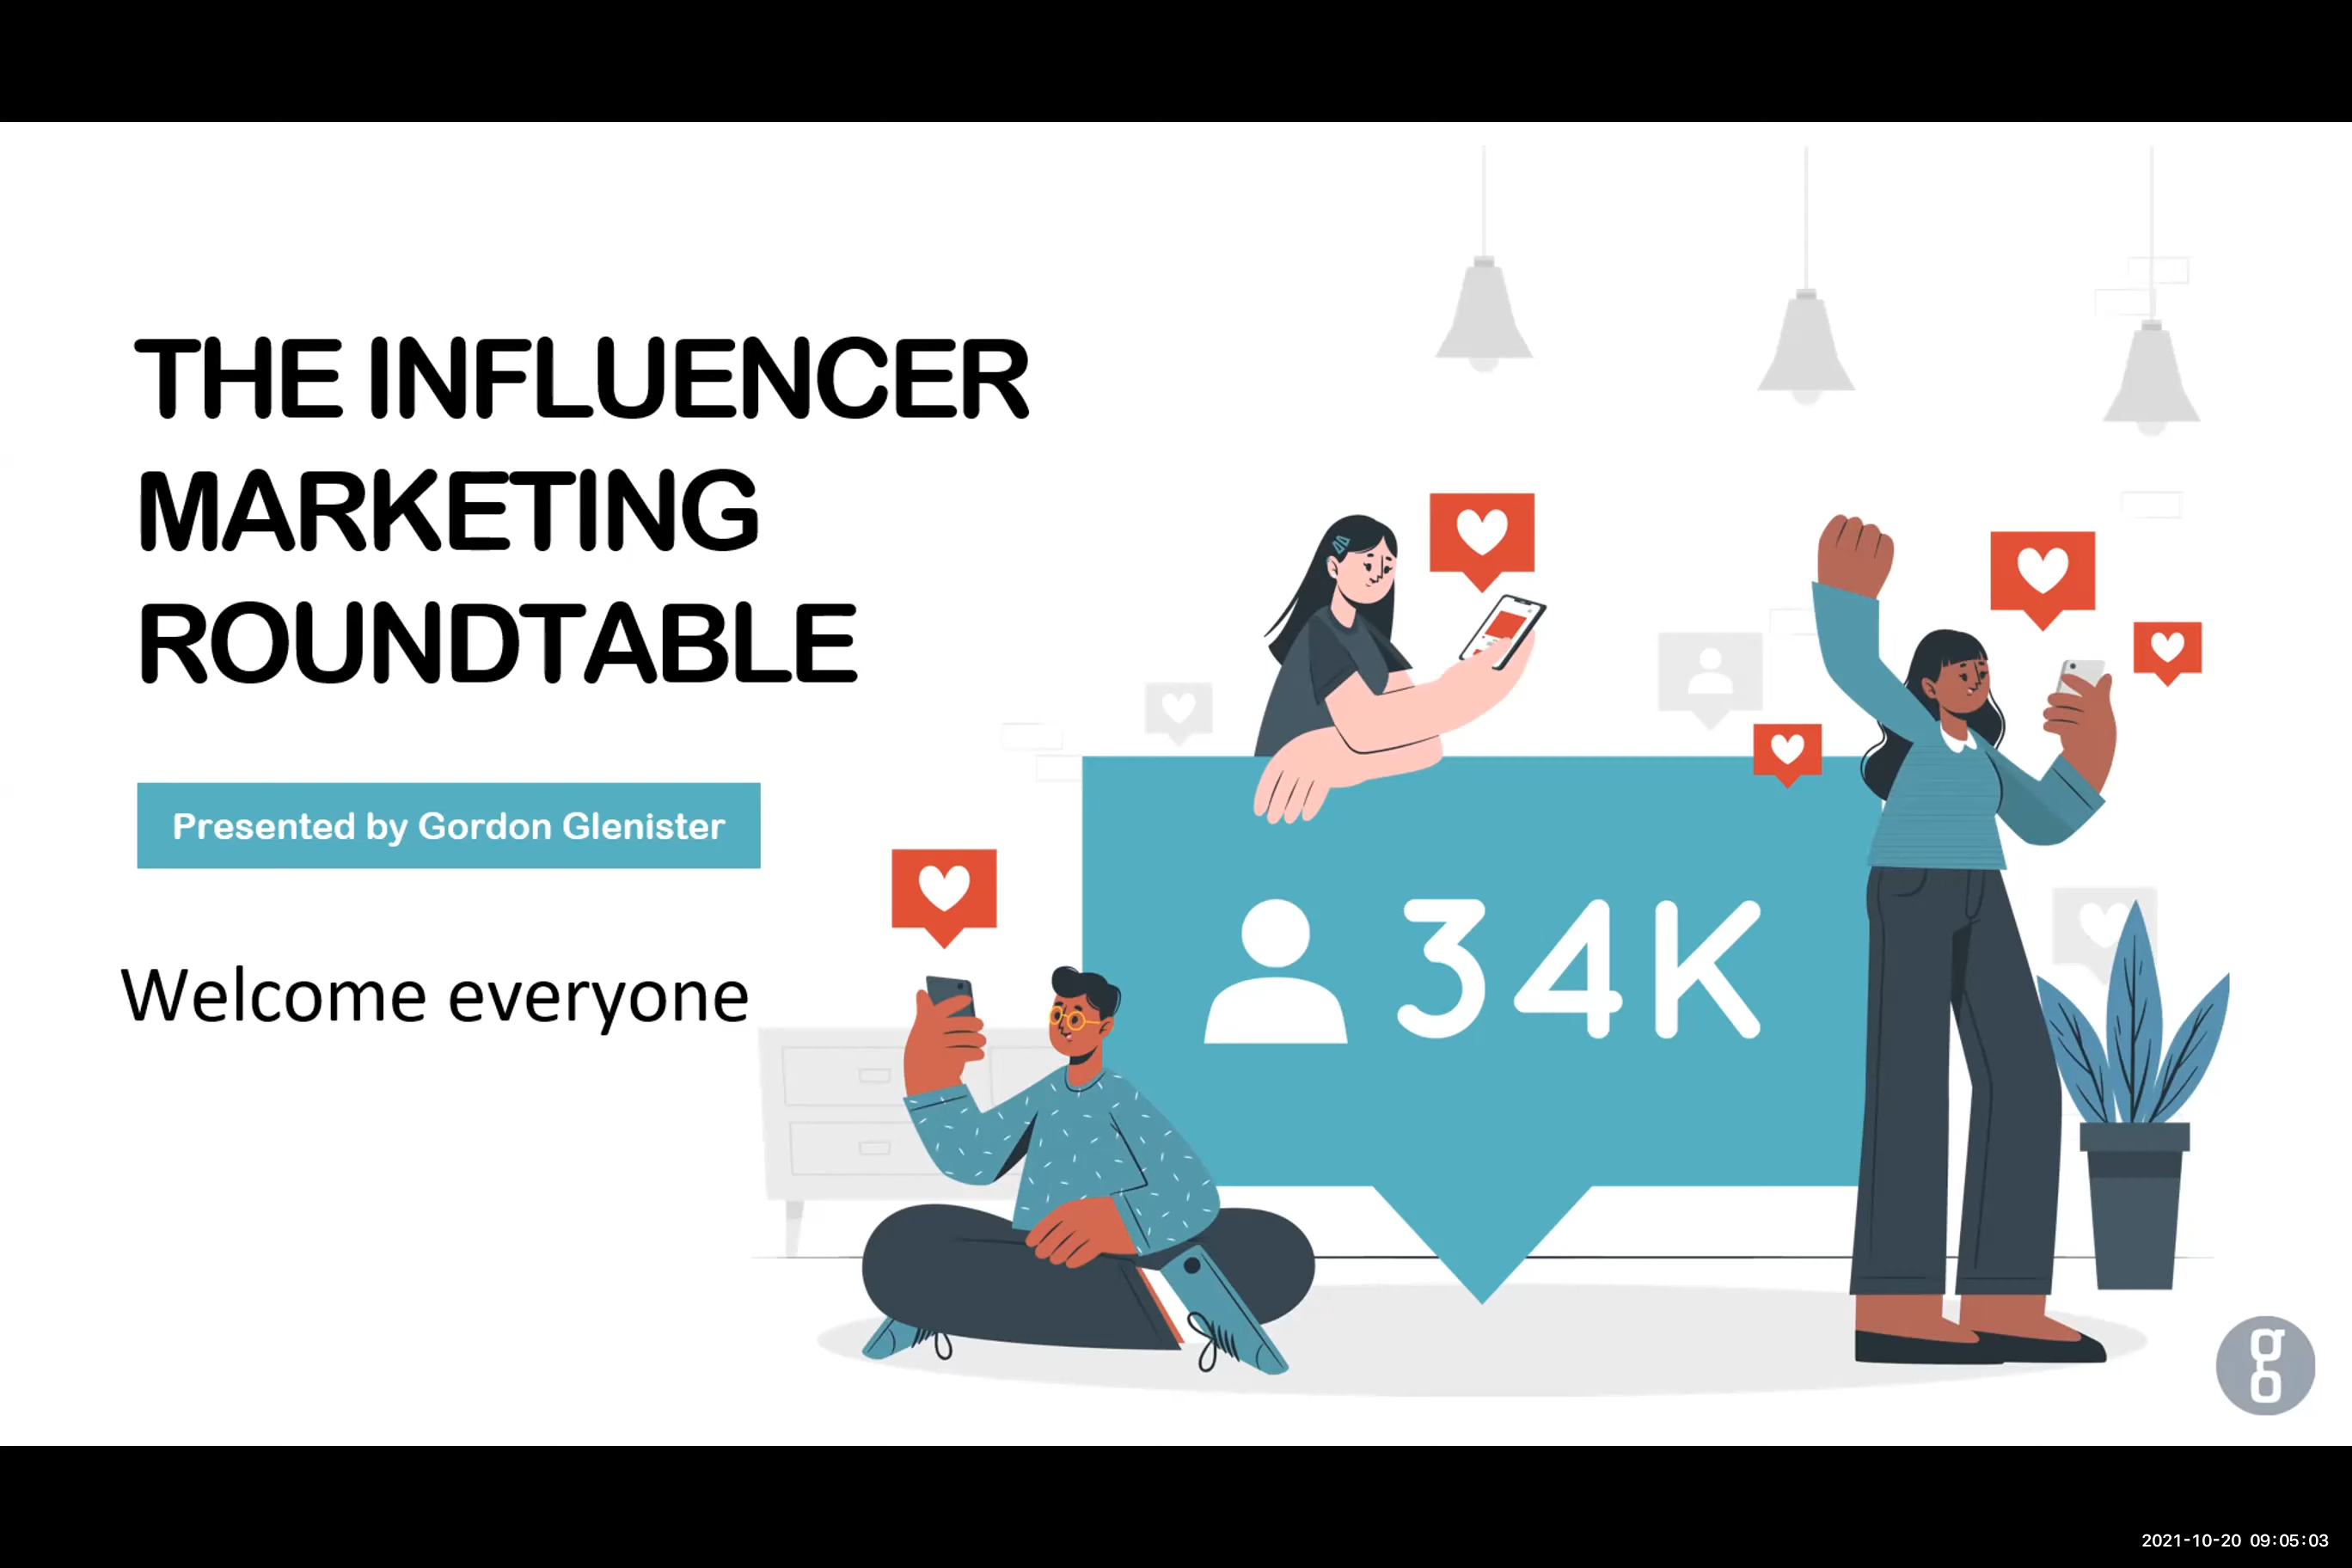 THE INFLUENCER
MARKETING
ROUNDTABLE
Presented by Gordon Glenister
Welcome everyone
34K
g
2021-10-20 09:05:03